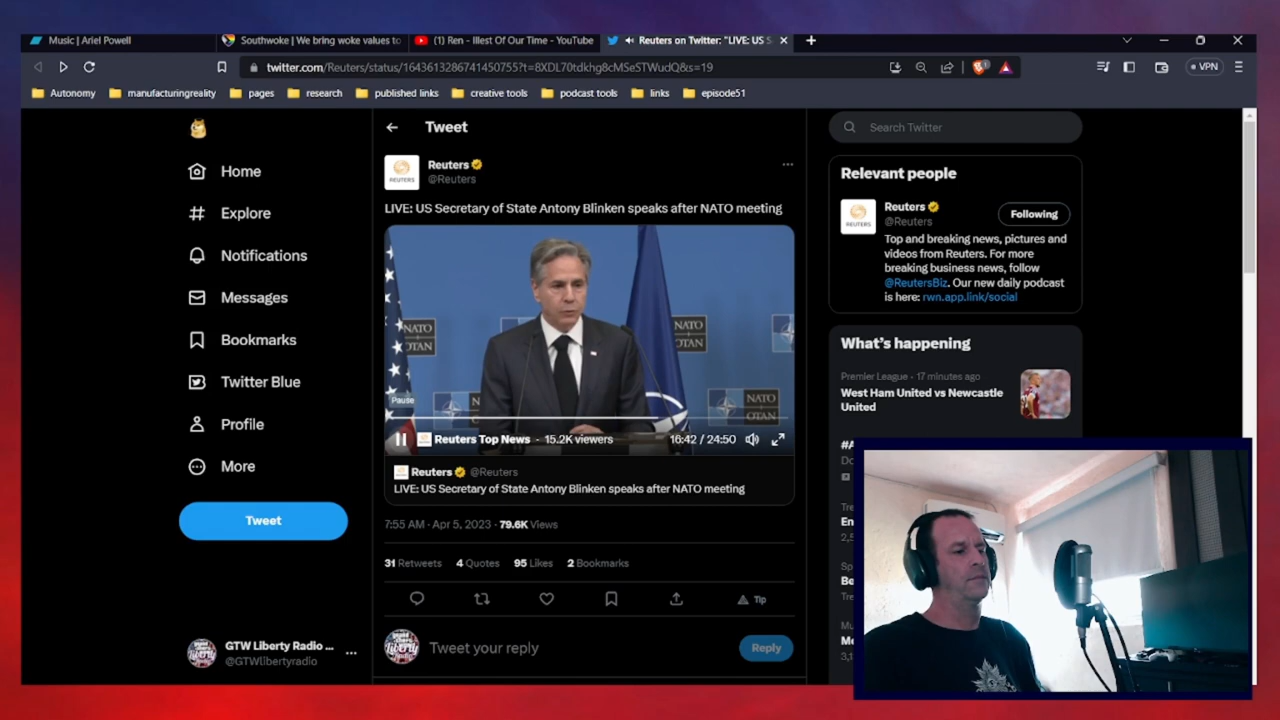 Music | Ariel Powell
Southwoke | We bring woke values to
(1) Ren - Illest Of Our Time - YouTube
Reuters on Twitter: "LIVE: US S
twitter.com/Reuters/status/1643613286741450755?t=8XDL70tdkhg8cMSeSTWudQ&s=19
VPN
Autonomy
manufacturingreality
pages
research
published links
creative tools
podcast tools
links
episode51
Tweet
Search Twitter
Home
Explore
Notifications
Messages
Bookmarks
Twitter Blue
Profile
More
Tweet
GTW Liberty Radio ...
@GTWlibertyradio
REUTERS
Reuters
@Reuters
LIVE: US Secretary of State Antony Blinken speaks after NATO meeting
NATO
OTAN
NATO
OTAN
NATO
OTAN
Pause
Reuters Top News - 15.2K viewers
16:42 / 24:50
Reuters @Reuters
LIVE: US Secretary of State Antony Blinken speaks after NATO meeting
7:55 AM · Apr 5, 2023 · 79.6K Views
31 Retweets 4 Quotes 95 Likes 2 Bookmarks
Tip
Tweet your reply
Reply
Relevant people
REUTERS
Reuters
@Reuters
Following
Top and breaking news, pictures and
videos from Reuters. For more
breaking business news, follow
@ReutersBiz. Our new daily podcast
is here: rwn.app.link/social
What's happening
Premier League · 17 minutes ago
West Ham United vs Newcastle
United